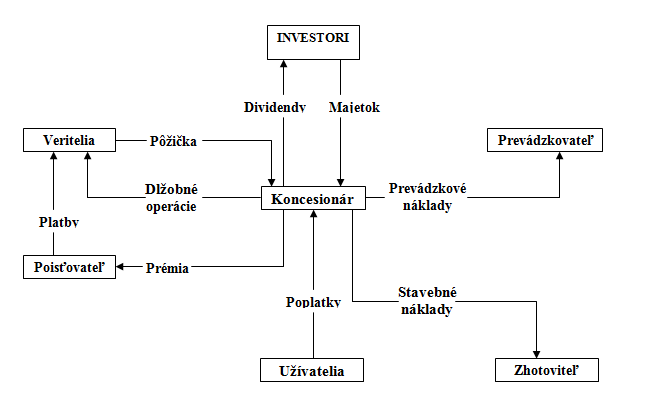 INVESTORI
Dividendy
Majetok
Veritelia
Pôžička
Prevádzkovateľ
Dlžobné
operácie
Koncesionár
Prevádzkové
náklady
Platby
Poisťovateľ
Prémia
Poplatky
Stavebné
náklady
Užívatelia
Zhotoviteľ